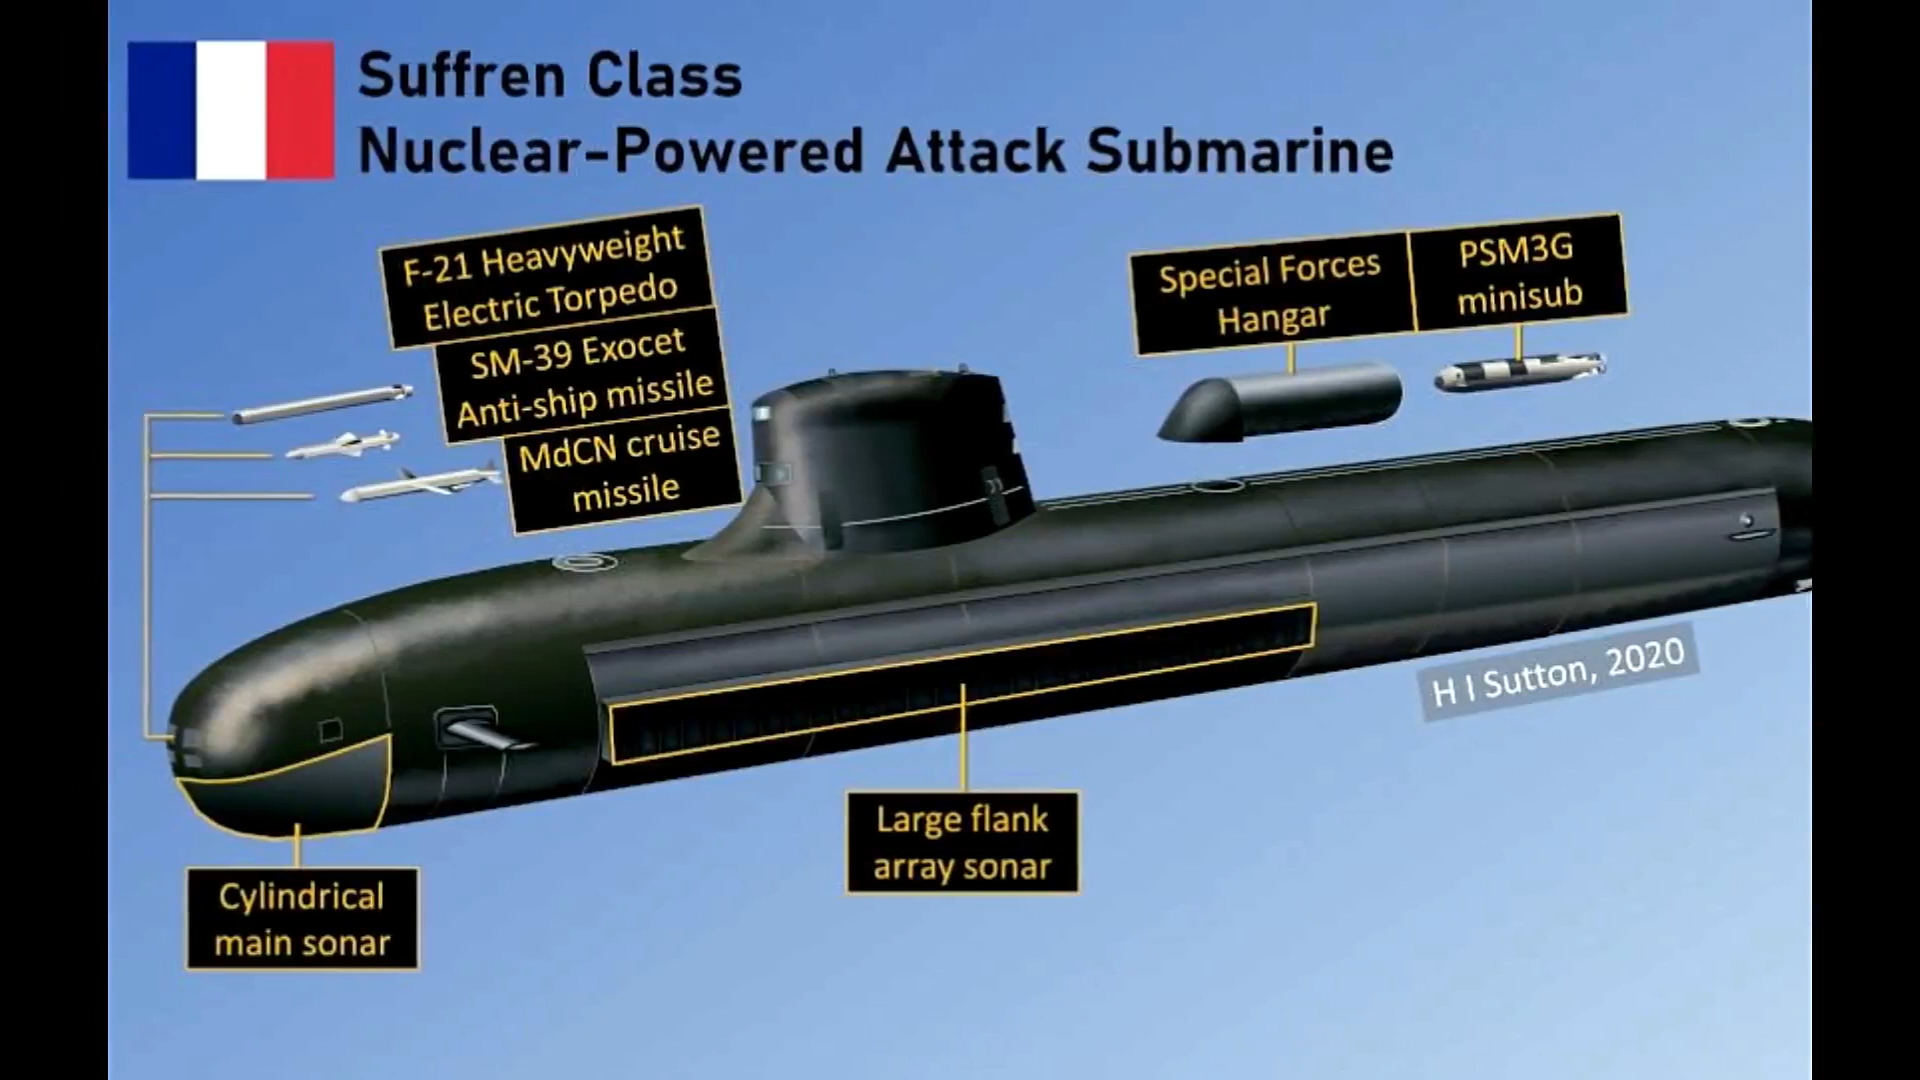 Suffren Class
Nuclear-Powered Attack Submarine
F-21 Heavyweight
Electric Torpedo
SM-39 Exocet
Anti-ship missile
MdCN cruise
missile
Special Forces
Hangar
PSM3G
minisub
H I Sutton, 2020
Large flank
array sonar
Cylindrical
main sonar